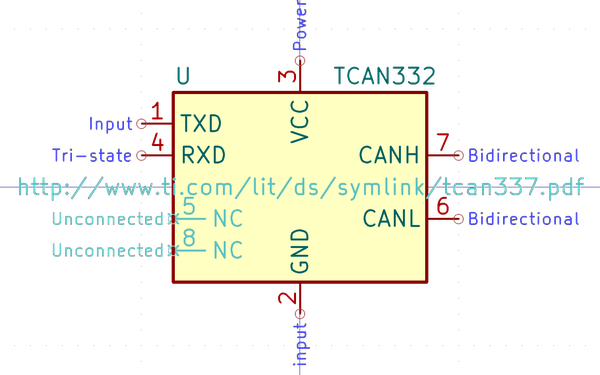 Power
3
U
TCAN332
VCC
Input 1 TXD
Tri-state 4 RXD
CANH 7 Bidirectional
http://www.ti.com/lit/ds/symlink/tcan337.pdf
Unconnected 5 NC
CANL 6 Bidirectional
Unconnected 8 NC
GND
2
input